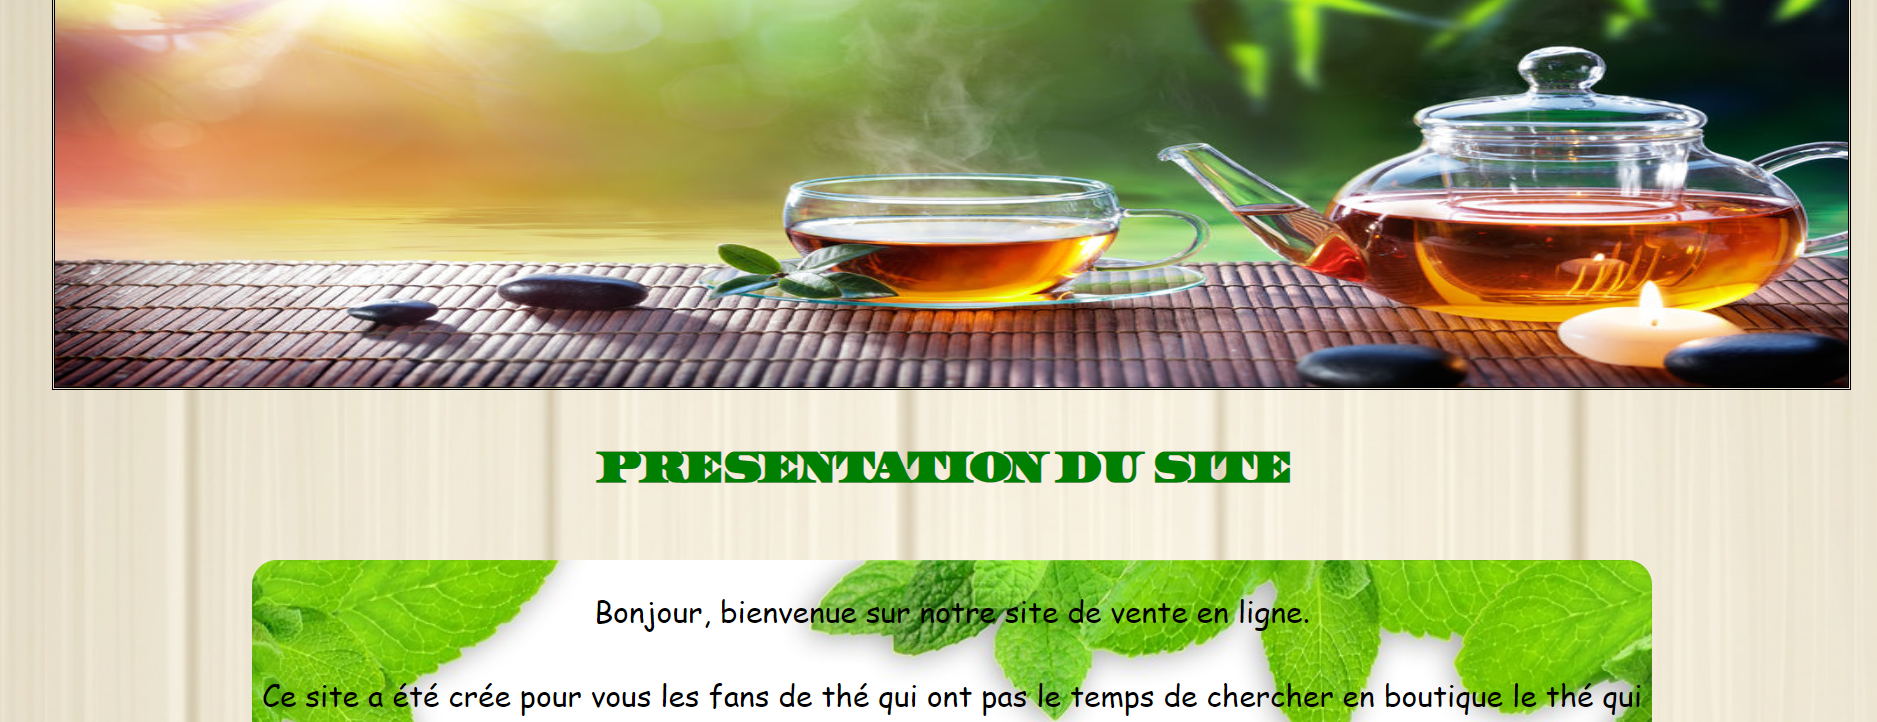 PRESENTATION DU SITE
Bonjour, bienvenue sur notre site de vente en ligne.
Ce site a été crée pour vous les fans de thé qui ont pas le temps de chercher en boutique le thé qui